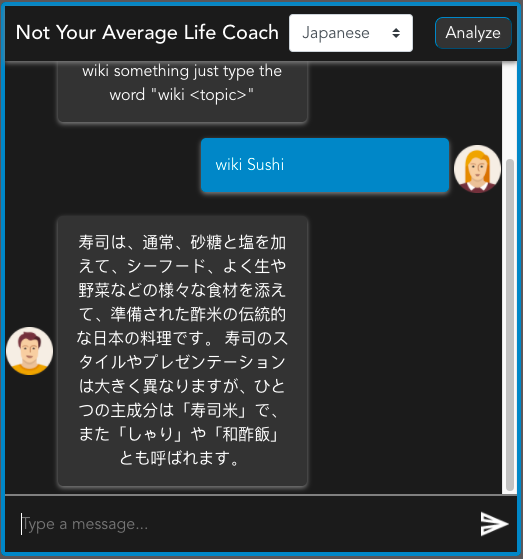 Not Your Average Life Coach
Japanese
Analyze
wiki something just type the
word "wiki <topic>"
wiki Sushi
寿司は、通常、砂糖と塩を加
えて、シーフード、よく生や
野菜などの様々な食材を添え
て、準備された酢米の伝統的
な日本の料理です。 寿司のス
タイルやプレゼンテーション
は大きく異なりますが、ひと
つの主成分は「寿司米」で、
また「しゃり」や「和酢飯」
とも呼ばれます。
Type a message...